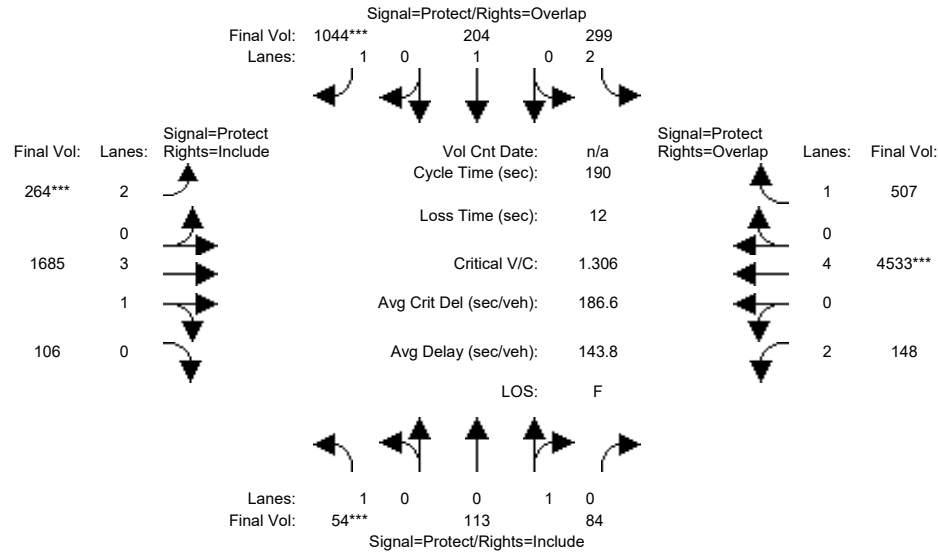 Signal=Protect/Rights=Overlap
Final Vol: 1044*** 204 299
Lanes: 1 0 1 0 2
Signal=Protect Signal=Protect
Final Vol: Lanes: Rights=Include Vol Cnt Date: n/a Rights=Overlap Lanes: Final Vol:
Cycle Time (sec): 190
264*** 2 1 507
Loss Time (sec): 12
0 0
1685 3 Critical V/C: 1.306 4 4533***
1 Avg Crit Del (sec/veh): 186.6 0
106 0 Avg Delay (sec/veh): 143.8 2 148
LOS: F
Lanes: 1 0 0 1 0
Final Vol: 54*** 113 84
Signal=Protect/Rights=Include